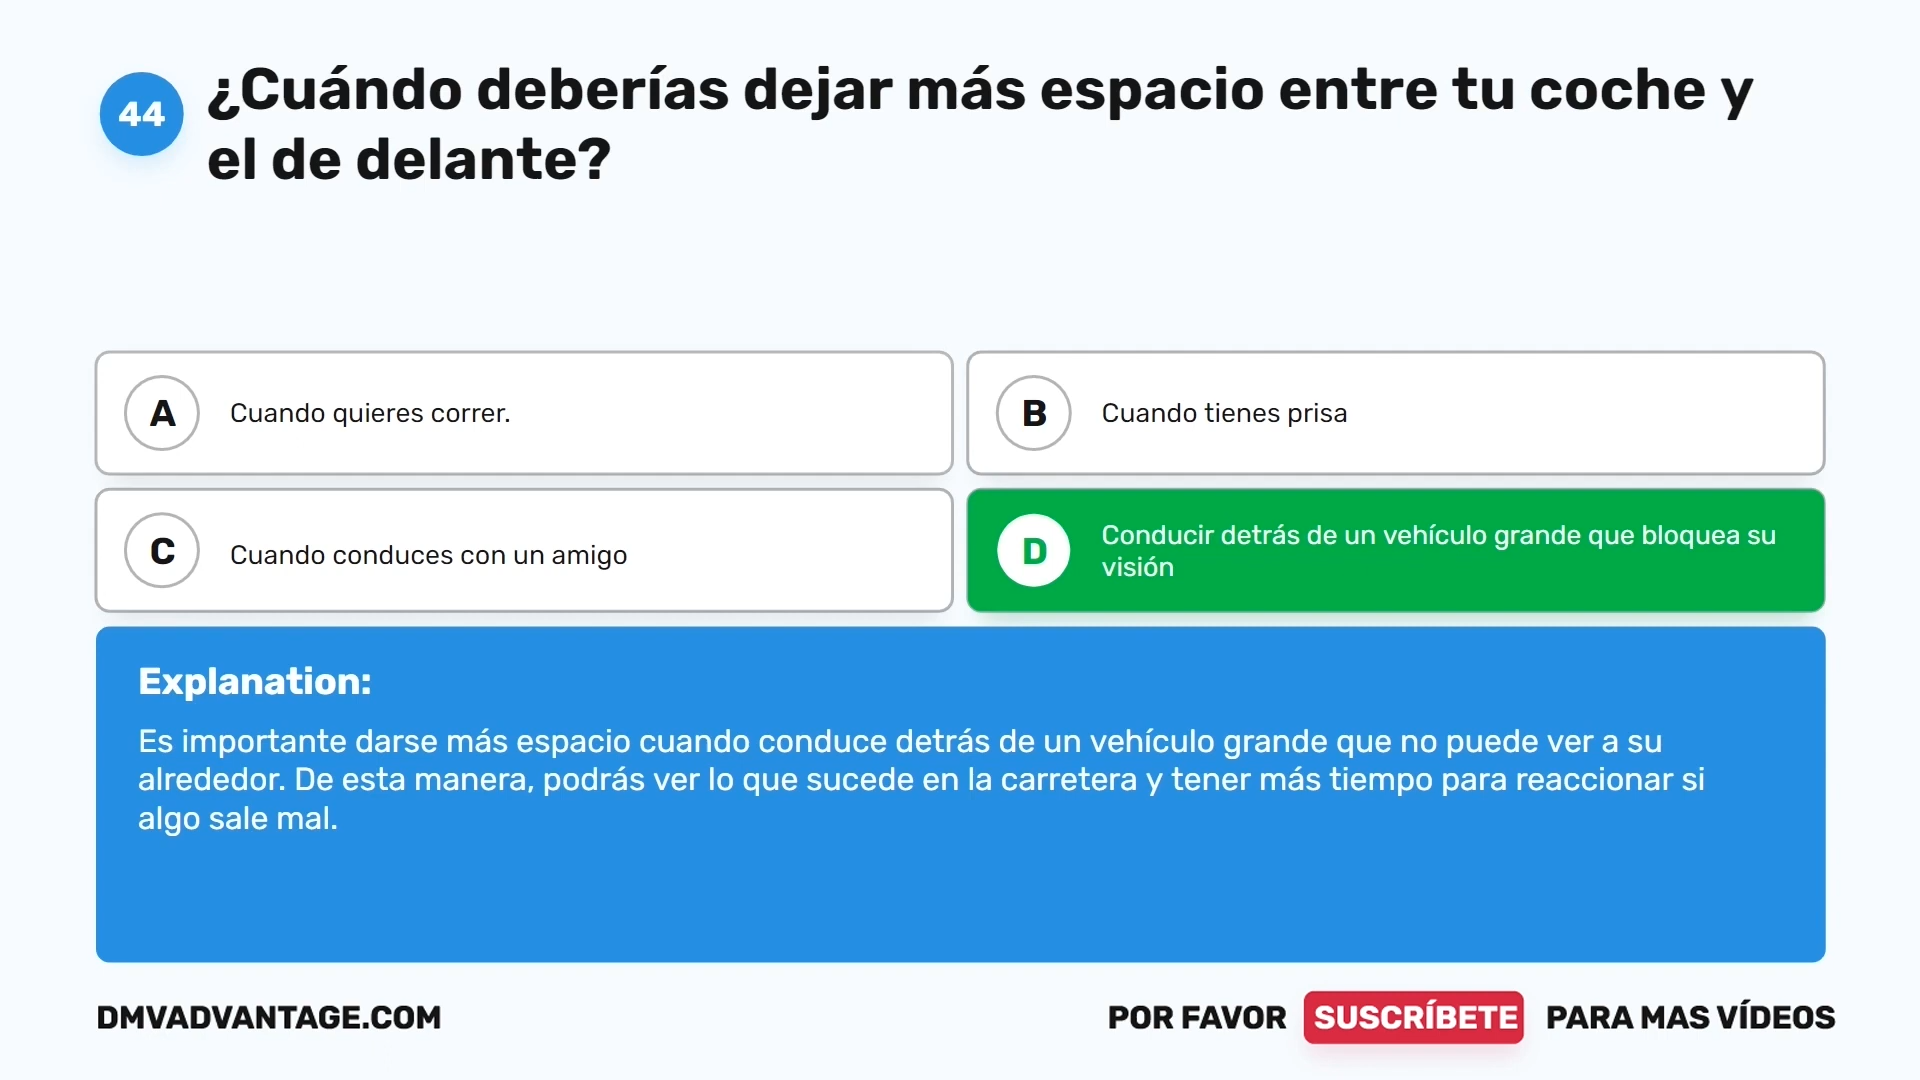 44
¿Cuándo deberías dejar más espacio entre tu coche y
el de delante?
A
Cuando quieres correr.
B
Cuando tienes prisa
C
Cuando conduces con un amigo
D
Conducir detrás de un vehículo grande que bloquea su
visión
Explanation:
Es importante darse más espacio cuando conduce detrás de un vehículo grande que no puede ver a su
alrededor. De esta manera, podrás ver lo que sucede en la carretera y tener más tiempo para reaccionar si
algo sale mal.
DMVADVANTAGE.COM
POR FAVOR SUSCRÍBETE PARA MAS VÍDEOS